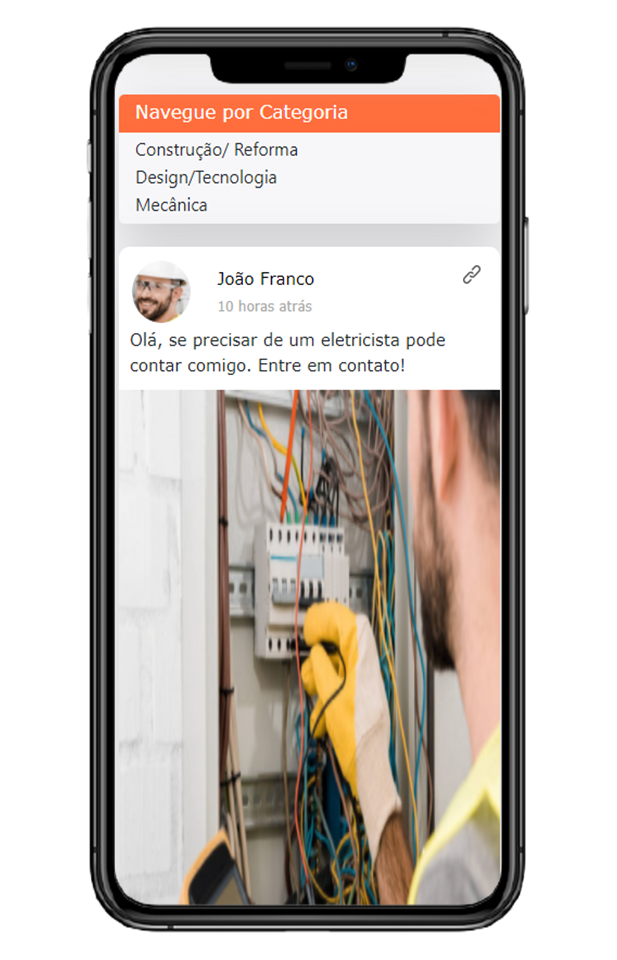 Navegue por Categoria
Construção/ Reforma
Design/Tecnologia
Mecânica
João Franco
10 horas atrás
Olá, se precisar de um eletricista pode
contar comigo. Entre em contato!